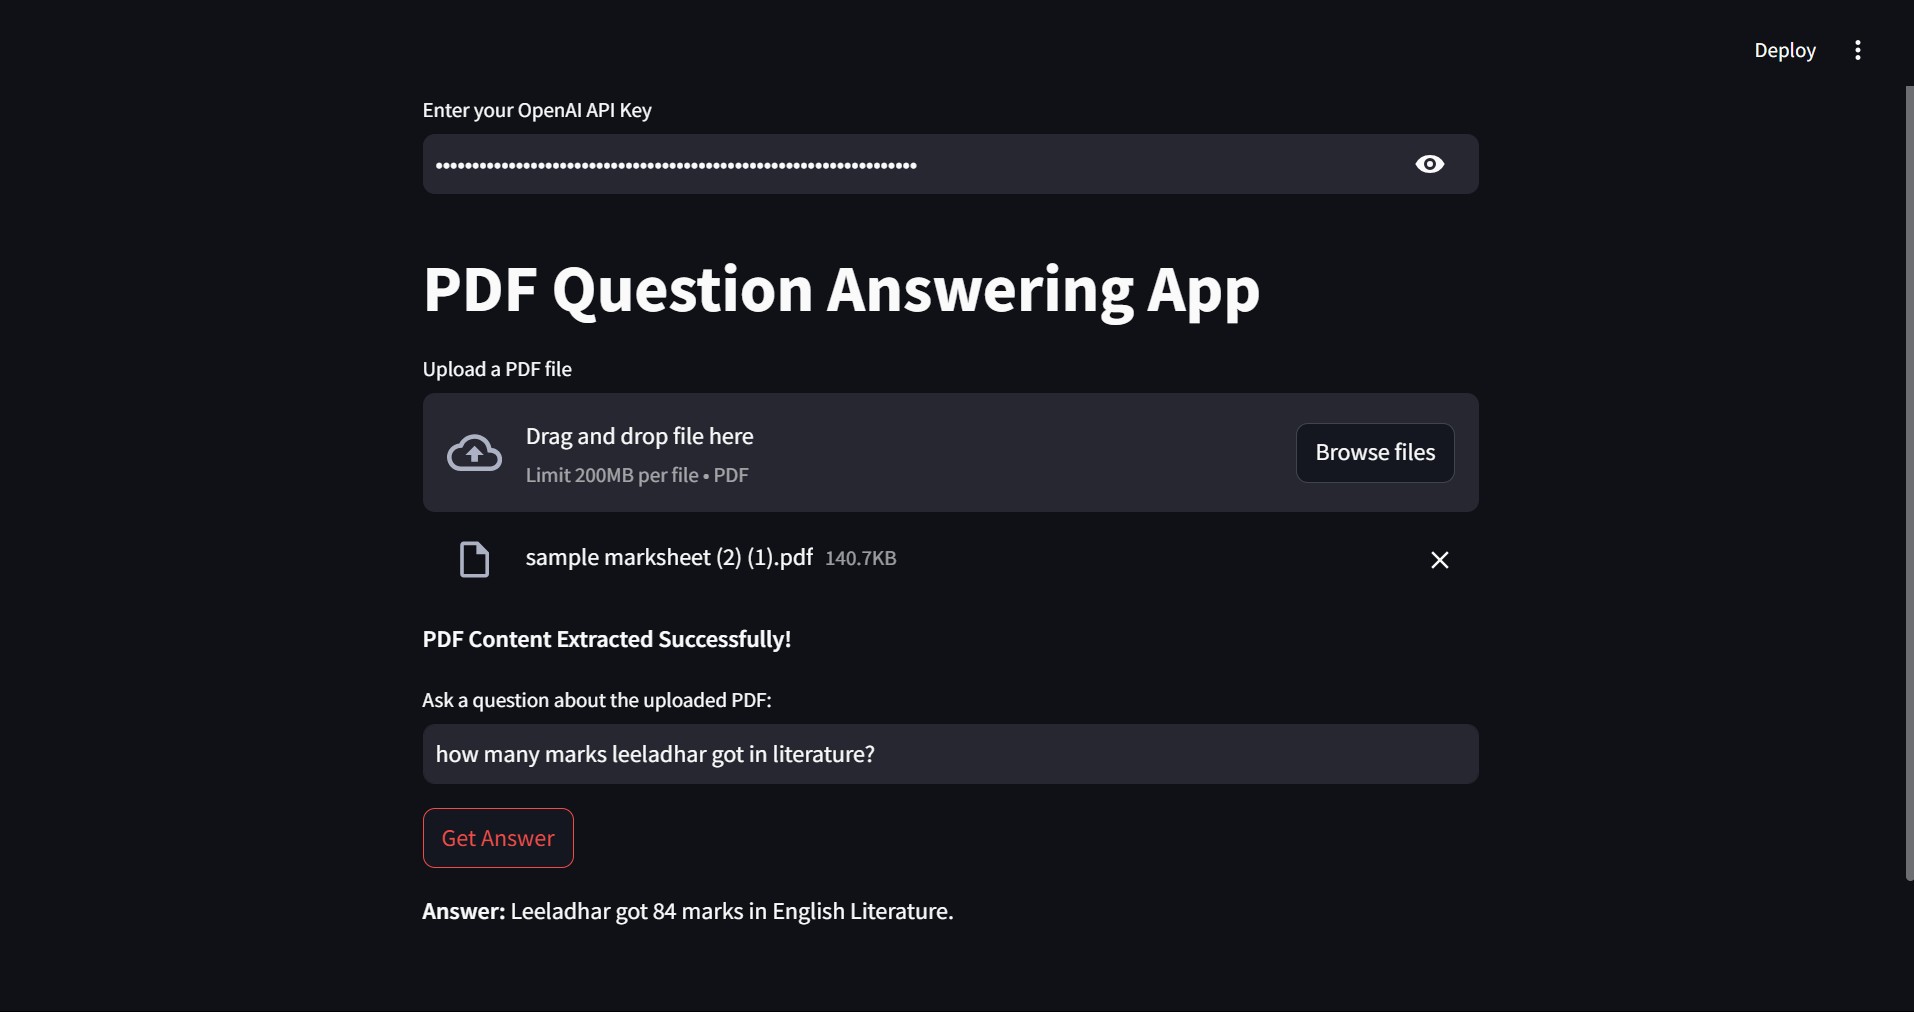 Deploy
Enter your OpenAI API Key
••••••••••••••••••••••••••••••••••••••••••••••••••••••••••••••••••
PDF Question Answering App
Upload a PDF file
Drag and drop file here
Limit 200MB per file • PDF
Browse files
sample marksheet (2) (1).pdf 140.7KB
PDF Content Extracted Successfully!
Ask a question about the uploaded PDF:
how many marks leeladhar got in literature?
Get Answer
Answer: Leeladhar got 84 marks in English Literature.